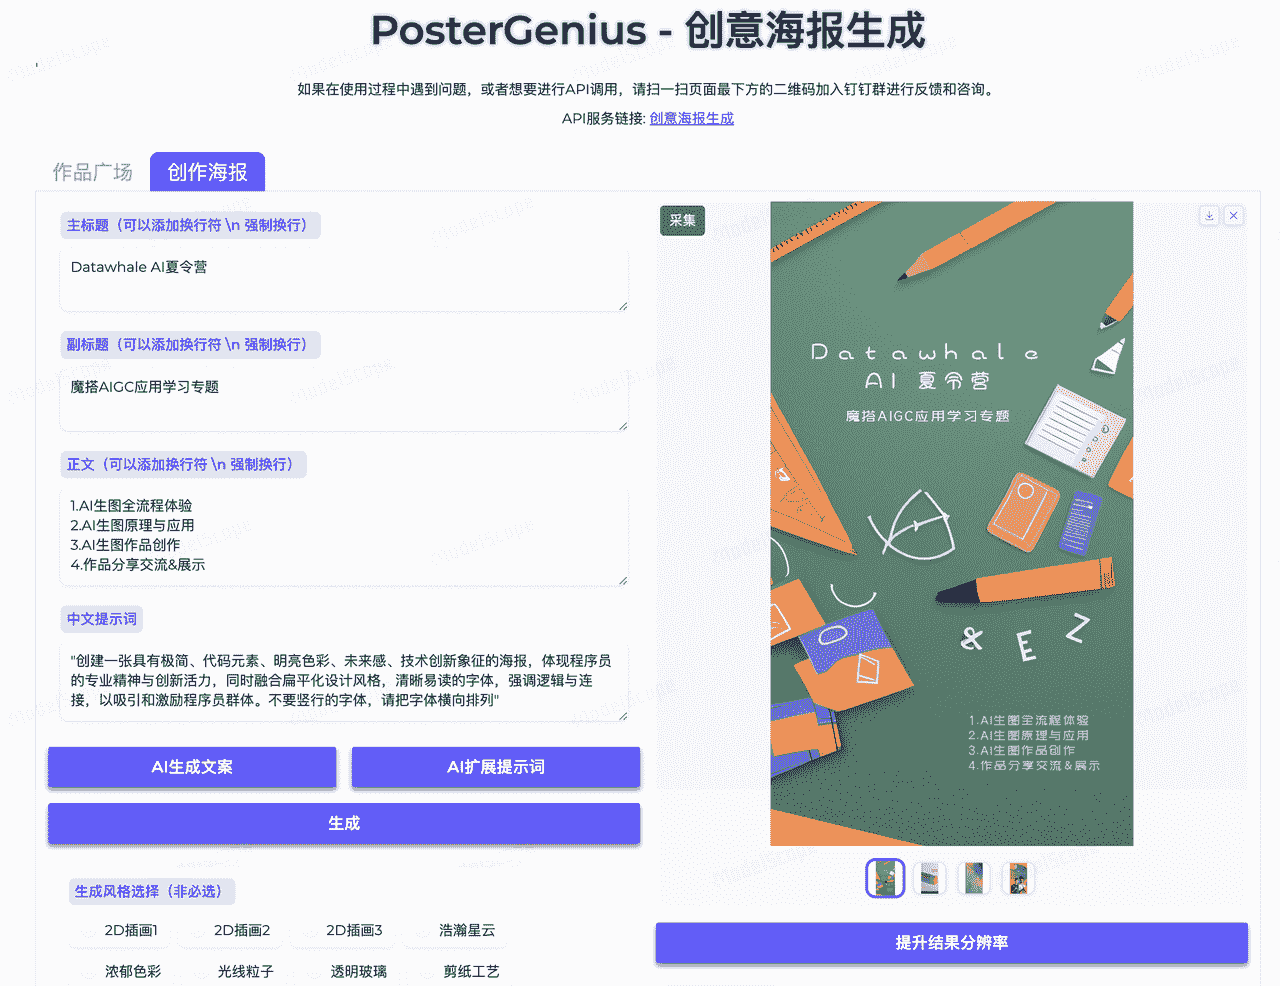 PosterGenius - 创意海报生成
如果在使用过程中遇到问题，或者想要进行API调用，请扫一扫页面最下方的二维码加入钉钉群进行反馈和咨询。
API服务链接: 创意海报生成
作品广场
创作海报
主标题（可以添加换行符 \n 强制换行）
Datawhale AI夏令营
副标题（可以添加换行符 \n 强制换行）
魔搭AIGC应用学习专题
正文（可以添加换行符 \n 强制换行）
1.AI生图全流程体验
2.AI生图原理与应用
3.AI生图作品创作
4.作品分享交流&展示
中文提示词
"创建一张具有极简、代码元素、明亮色彩、未来感、技术创新象征的海报，体现程序员
的专业精神与创新活力，同时融合扁平化设计风格，清晰易读的字体，强调逻辑与连
接，以吸引和激励程序员群体。不要竖行的字体，请把字体横向排列"
AI生成文案
AI扩展提示词
生成
生成风格选择（非必选）
2D插画1
2D插画2
2D插画3
浩瀚星云
浓郁色彩
光线粒子
透明玻璃
剪纸工艺
采集
Datawhale
AI 夏令营
魔搭AIGC应用学习专题
& E Z
1.AI生图全流程体验
2.AI生图原理与应用
3.AI生图作品创作
4.作品分享交流&展示
提升结果分辨率
ModelScope